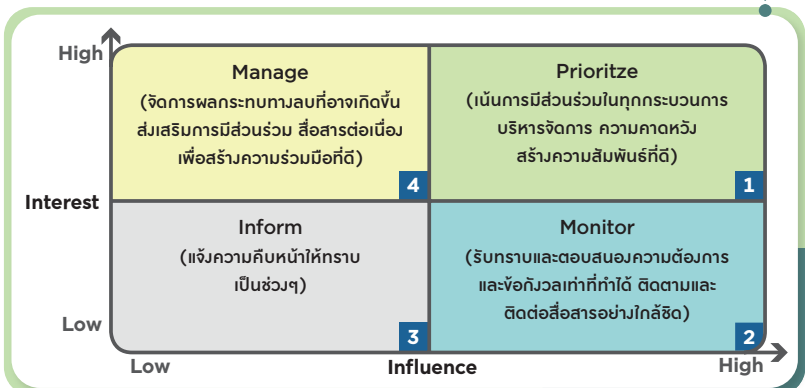 High
Manage
(จัดการผลกระทบทางลบที่อาจเกิดขึ้น
ส่งเสริมการมีส่วนร่วม สื่อสารต่อเนื่อง
เพื่อสร้างความร่วมมือที่ดี)
4
Prioritze
(เน้นการมีส่วนร่วมในทุกกระบวนการ
บริหารจัดการ ความคาดหวัง
สร้างความสัมพันธ์ที่ดี)
1
Interest
Inform
(แจ้งความคืบหน้าให้ทราบ
เป็นช่วงๆ)
3
Monitor
(รับทราบและตอบสนองความต้องการ
และข้อกังวลเท่าที่ทำได้ ติดตามและ
ติดต่อสื่อสารอย่างใกล้ชิด)
2
Low
Low
Influence
High